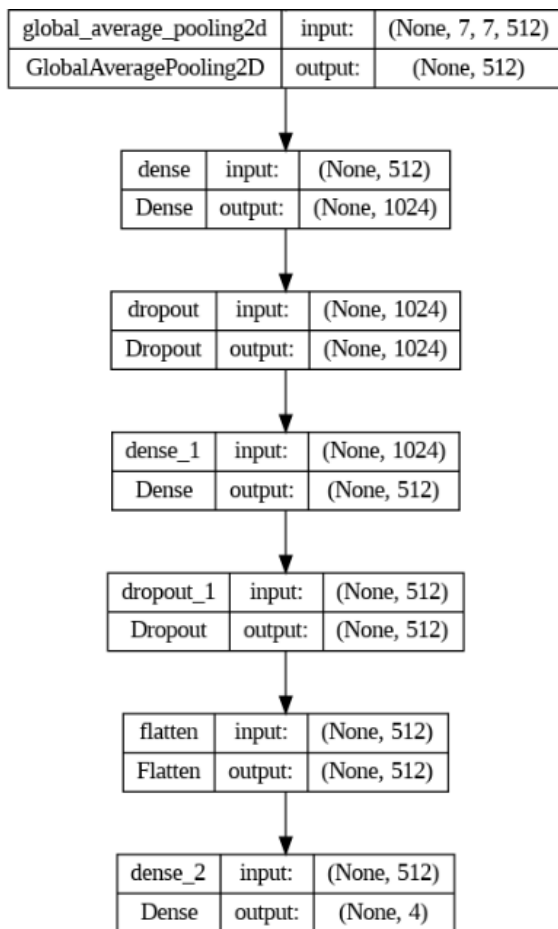 global_average_pooling2d input: (None, 7, 7, 512)
GlobalAveragePooling2D output: (None, 512)
dense input: (None, 512)
Dense output: (None, 1024)
dropout input: (None, 1024)
Dropout output: (None, 1024)
dense_1 input: (None, 1024)
Dense output: (None, 512)
dropout_1 input: (None, 512)
Dropout output: (None, 512)
flatten input: (None, 512)
Flatten output: (None, 512)
dense_2 input: (None, 512)
Dense output: (None, 4)